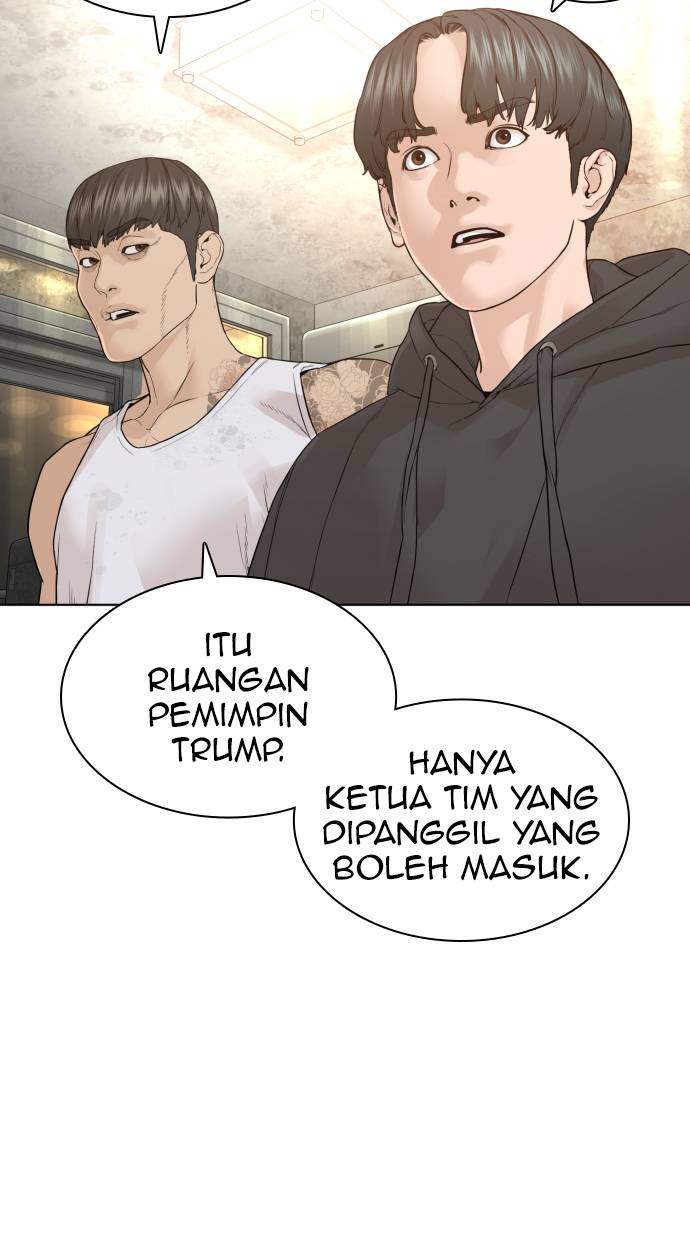 ITU
RUANGAN
PEMIMPIN
TRUMP.
HANYA
KETUA TIM YANG
DIPANGGIL YANG
BOLEH MASUK.